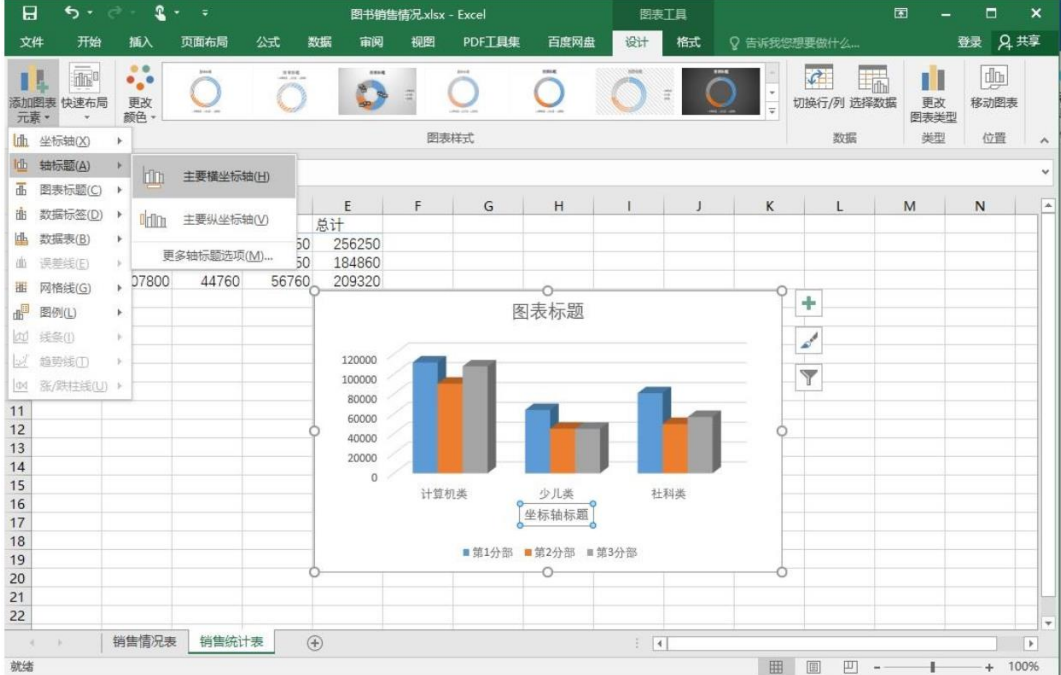 图书销售情况.xlsx - Excel
图表工具
文件 开始 插入 页面布局 公式 数据 审阅 视图 PDF工具集 百度网盘 设计 格式 告诉我您想要做什么... 登录 共享
添加图表元素 快速布局 更改颜色 切换行/列 选择数据 更改图表类型 移动图表
图表样式 数据 类型 位置
坐标轴(X)
轴标题(A)
图表标题(C)
数据标签(D)
数据表(B)
误差线(E)
网格线(G)
图例(L)
线条(I)
趋势线(T)
涨/跌柱线(U)
主要横坐标轴(H)
主要纵坐标轴(V)
更多轴标题选项(M)...
E F G H I J K L M N
总计
50 256250
50 184860
07800 44760 56760 209320
图表标题
120000
100000
80000
60000
40000
20000
0
计算机类 少儿类 社科类
坐标轴标题
第1分部 第2分部 第3分部
11
12
13
14
15
16
17
18
19
20
21
22
销售情况表 销售统计表
就绪 100%